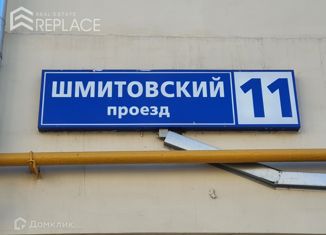 REAL ESTATE
REPLACE
ШМИТОВСКИЙ
проезд
11
Домклик